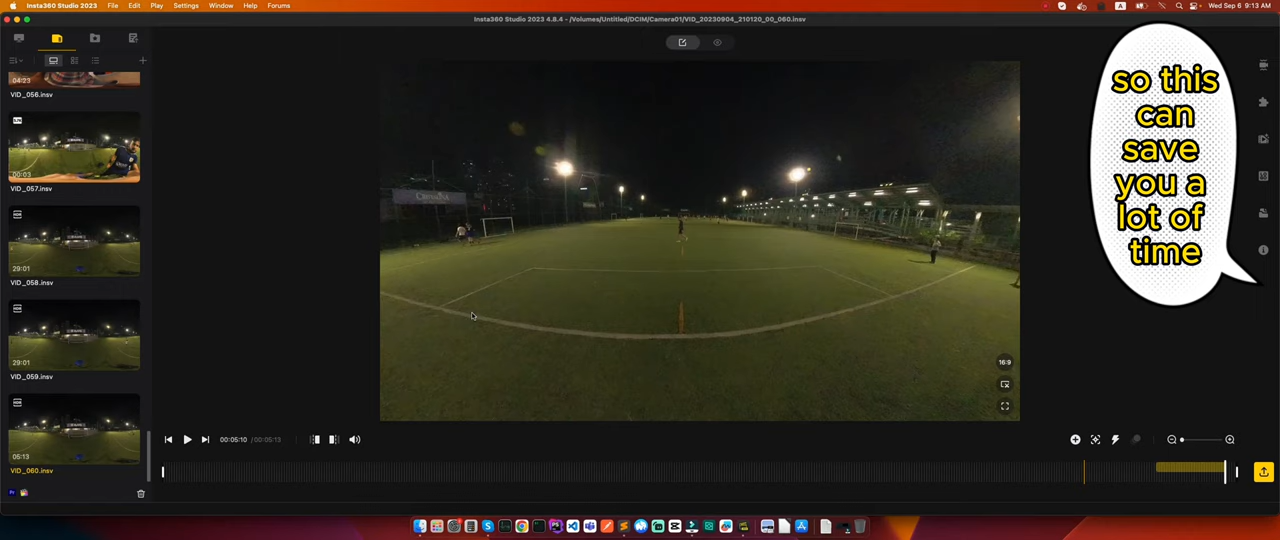 Insta360 Studio 2023 File Edit Play Settings Window Help Forums
A Wed Sep 6 9:13 AM
Insta360 Studio 2023 4.8.4 - /Volumes/Untitled/DCIM/Camera01/VID_20230904_210120_00_060.insv
04:23
VID_056.insv
00:03
VID_057.insv
HDR
29:01
VID_058.insv
HDR
29:01
VID_059.insv
HDR
05:13
VID_060.insv
16:9
00:05:10 / 00:05:13
so this
can
save
you a
lot of
time